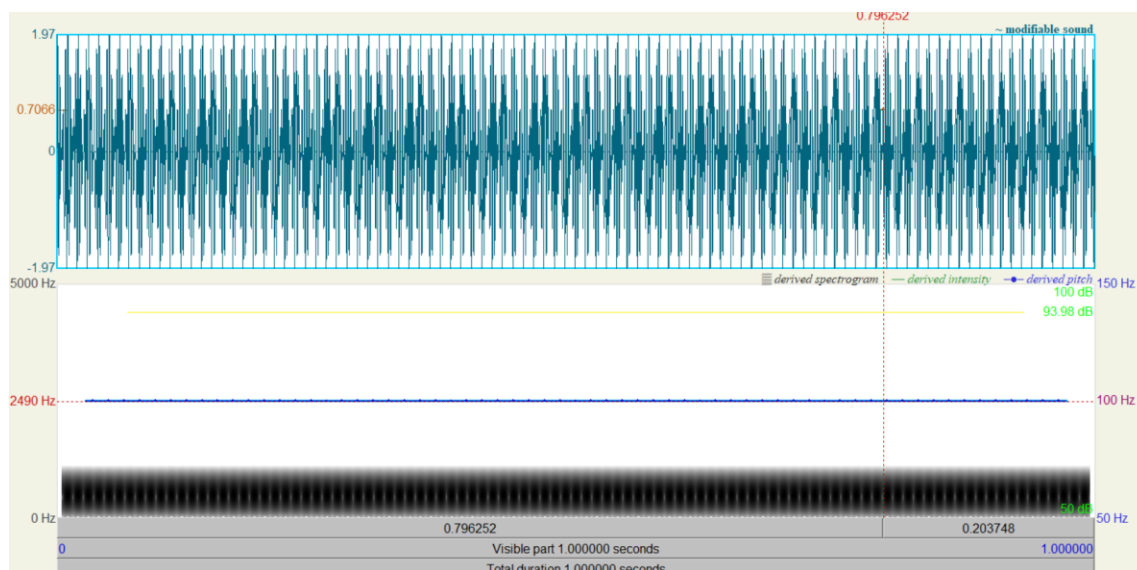 0.796252
1.97
~ modifiable sound
0.7066
0
-1.97
5000 Hz
derived spectrogram
derived intensity
derived pitch
150 Hz
100 dB
93.98 dB
2490 Hz
100 Hz
50 dB
0 Hz
50 Hz
0.796252
0.203748
0
Visible part 1.000000 seconds
1.000000
Total duration 1.000000 seconds